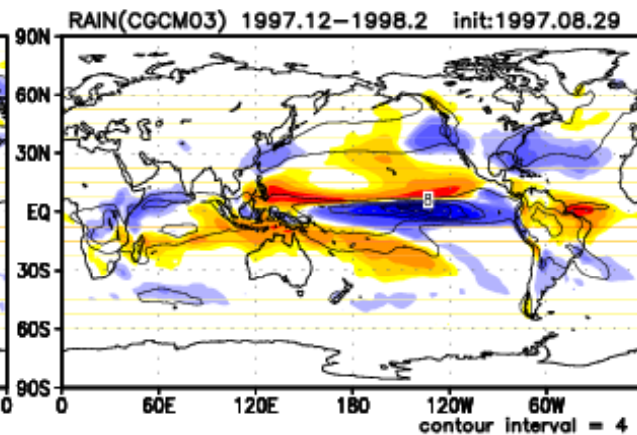 RAIN(CGCM03) 1997.12–1998.2 init:1997.08.29
90N
60N
30N
EQ
8
30S
60S
90S
0 0 60E 120E 180 120W 60W
contour interval = 4